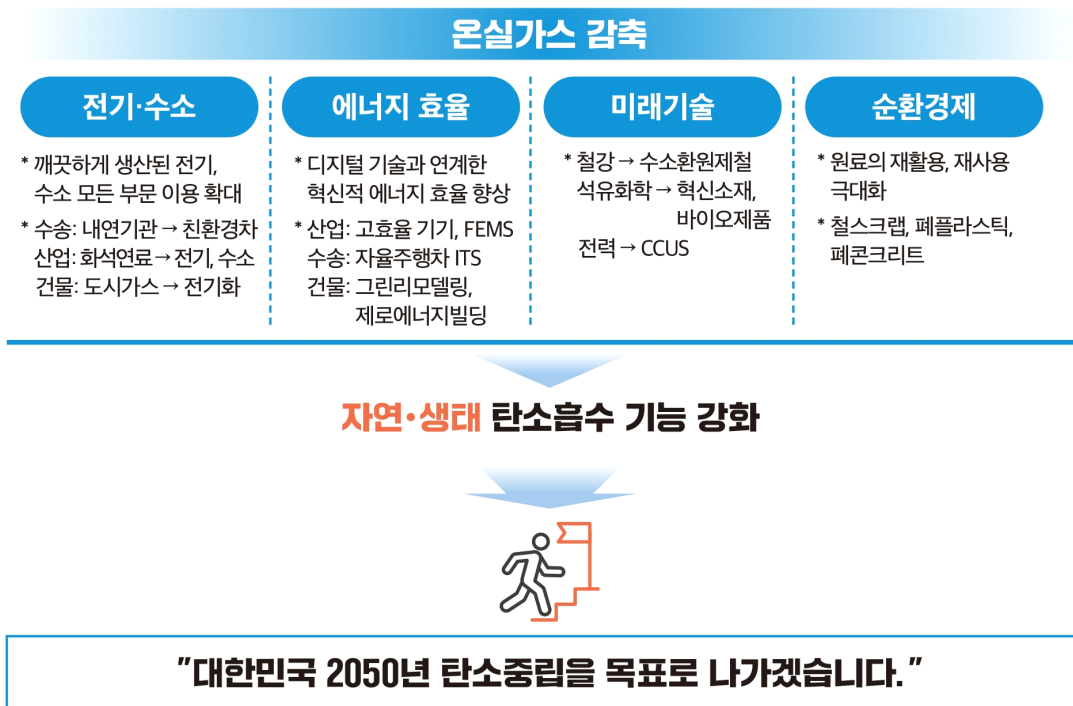 온실가스 감축
전기·수소
* 깨끗하게 생산된 전기,
수소 모든 부문 이용 확대
* 수송: 내연기관 → 친환경차
산업: 화석연료→ 전기, 수소
건물: 도시가스 → 전기화
에너지 효율
* 디지털 기술과 연계한
혁신적 에너지 효율 향상
* 산업: 고효율 기기, FEMS
수송: 자율주행차 ITS
건물: 그린리모델링,
제로에너지빌딩
미래기술
* 철강 → 수소환원제철
석유화학 → 혁신소재,
바이오제품
전력 → CCUS
순환경제
* 원료의 재활용, 재사용
극대화
* 철스크랩, 폐플라스틱,
폐콘크리트
자연·생태 탄소흡수 기능 강화
"대한민국 2050년 탄소중립을 목표로 나가겠습니다."